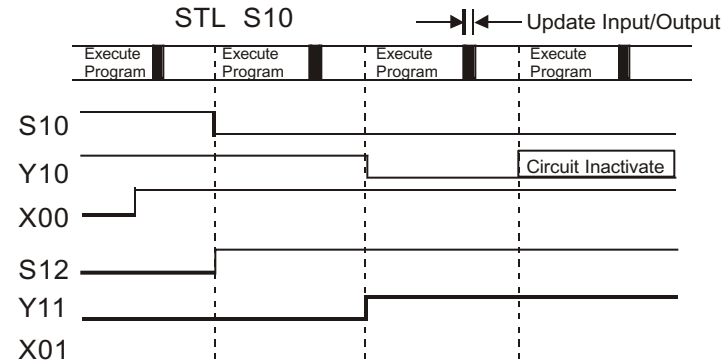 STL S10
Update Input/Output
Execute Program
Execute Program
Execute Program
Execute Program
S10
Y10
Circuit Inactivate
X00
S12
Y11
X01